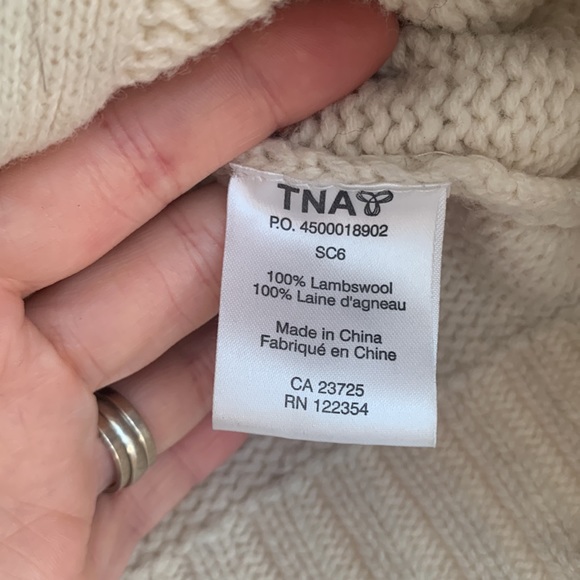 TNA
P.O. 4500018902
SC6
100% Lambswool
100% Laine d'agneau
Made in China
Fabriqué en Chine
CA 23725
RN 122354